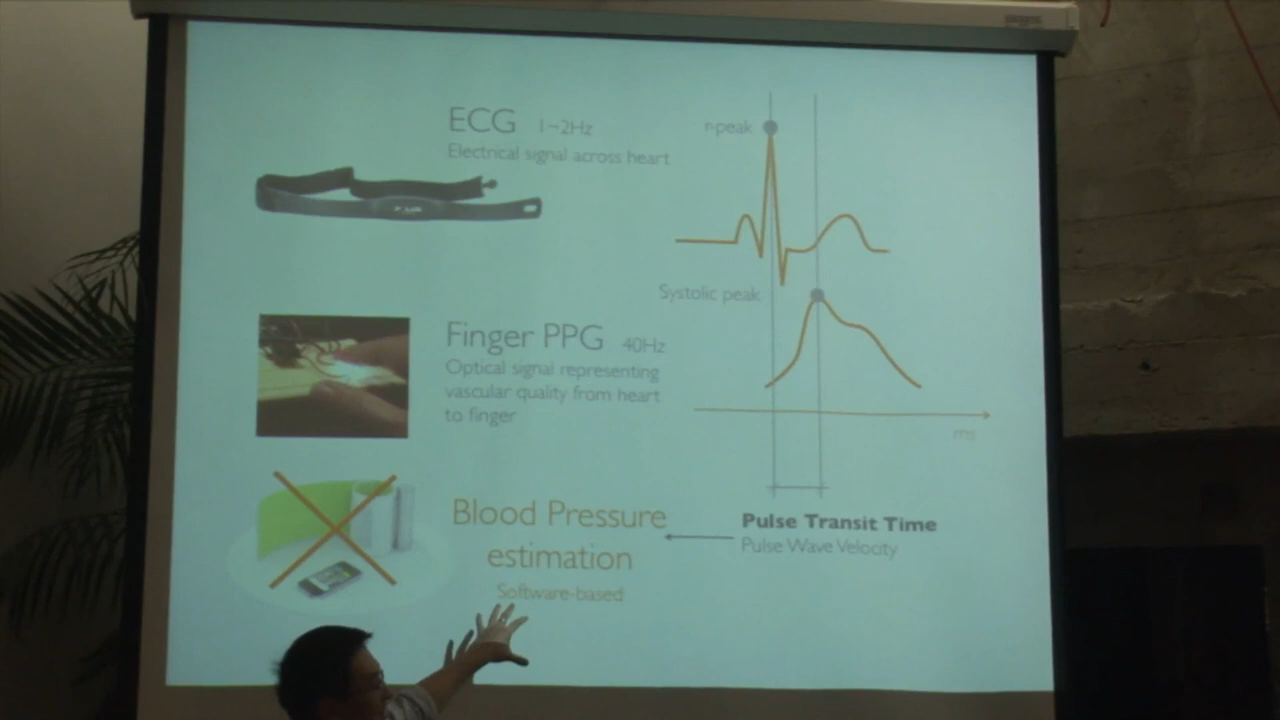 ECG 1~2Hz
Electrical signal across heart
r-peak
Systolic peak
Finger PPG 40Hz
Optical signal representing
vascular quality from heart
to finger
ms
Blood Pressure
estimation
Software-based
Pulse Transit Time
Pulse Wave Velocity